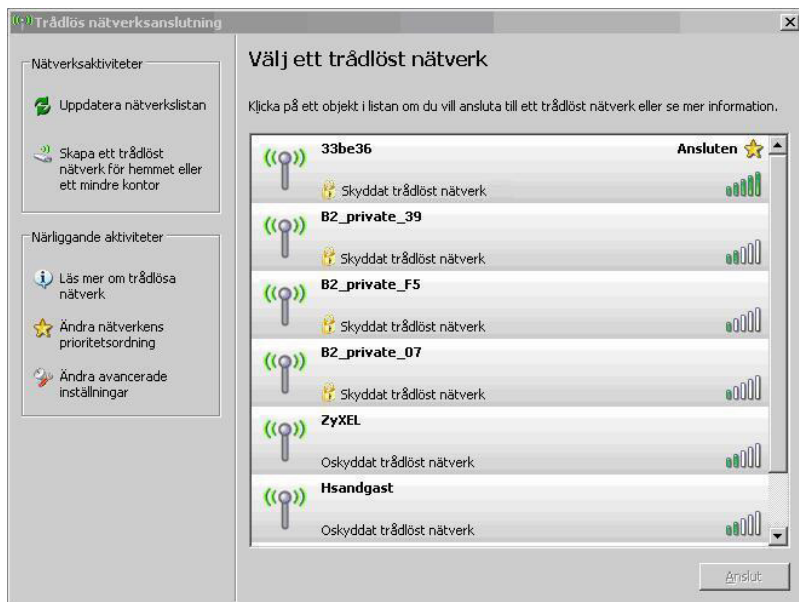 Trådlös nätverksanslutning
Nätverksaktiviteter
Uppdatera nätverkslistan
Skapa ett trådlöst
nätverk för hemmet eller
ett mindre kontor
Närliggande aktiviteter
Läs mer om trådlösa
nätverk
Ändra nätverkens
prioritetsordning
Ändra avancerade
inställningar
Välj ett trådlöst nätverk
Klicka på ett objekt i listan om du vill ansluta till ett trådlöst nätverk eller se mer information.
33be36 Ansluten
Skyddat trådlöst nätverk
B2_private_39
Skyddat trådlöst nätverk
B2_private_F5
Skyddat trådlöst nätverk
B2_private_07
Skyddat trådlöst nätverk
ZyXEL
Oskyddat trådlöst nätverk
Hsandgast
Oskyddat trådlöst nätverk
Anslut